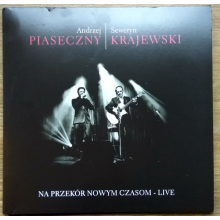 Andrzej Seweryn
PIASECZNY KRAJEWSKI
NA PRZEKÓR NOWYM CZASOM - LIVE